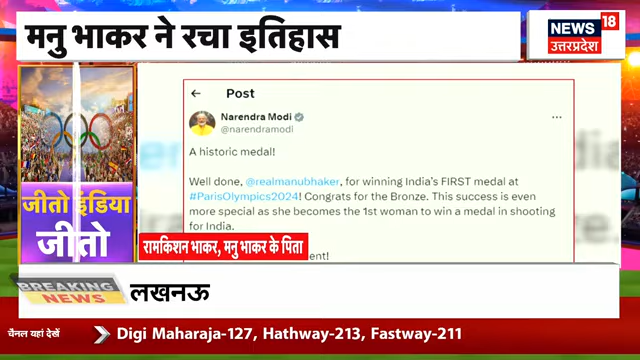 मनु भाकर ने रचा इतिहास
NEWS 18
उत्तरप्रदेश
← Post
Narendra Modi
@narendramodi
A historic medal!
Well done, @realmanubhaker, for winning India's FIRST medal at
#ParisOlympics2024! Congrats for the Bronze. This success is even
more special as she becomes the 1st woman to win a medal in shooting
for India.
जीतो इंडिया
जीतो
रामकिशन भाकर, मनु भाकर के पिता
BREAKING
NEWS
लखनऊ
चैनल यहां देखें
Digi Maharaja-127, Hathway-213, Fastway-211